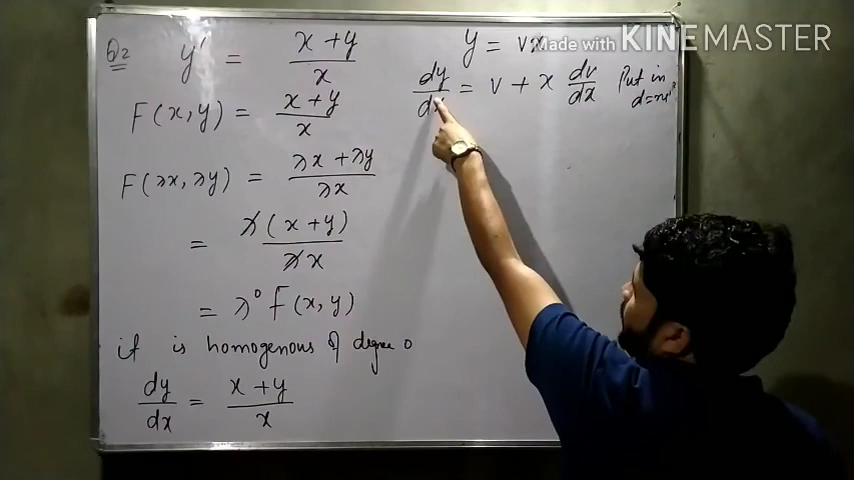 Q2 y' = x + y / x
F(x, y) = x + y / x
F(λx, λy) = λx + λy / λx
= λ(x + y) / λx
= λ⁰ F(x, y)
it is homogenous of degree 0
dy/dx = x + y / x
y = vx
dy/dx = v + x dv/dx Put in
Made with KINEMASTER